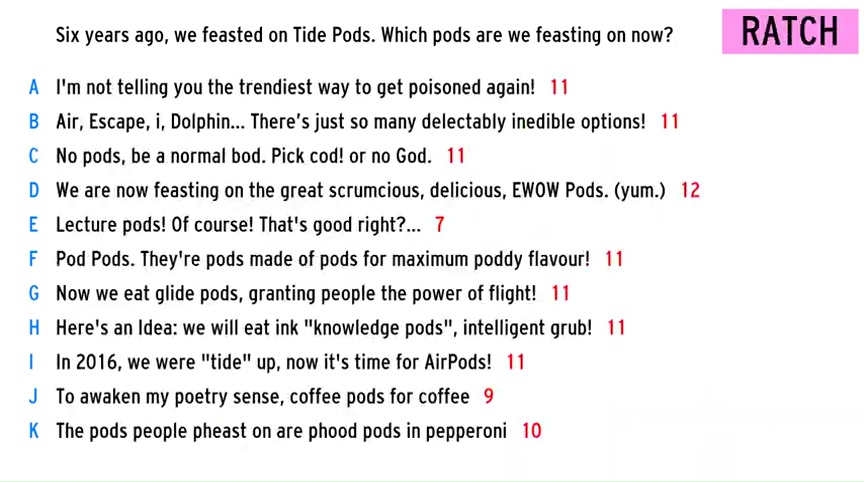 Six years ago, we feasted on Tide Pods. Which pods are we feasting on now?
RATCH
A I'm not telling you the trendiest way to get poisoned again! 11
B Air, Escape, i, Dolphin... There's just so many delectably inedible options! 11
C No pods, be a normal bod. Pick cod! or no God. 11
D We are now feasting on the great scrumcious, delicious, EWOW Pods. (yum.) 12
E Lecture pods! Of course! That's good right?... 7
F Pod Pods. They're pods made of pods for maximum poddy flavour! 11
G Now we eat glide pods, granting people the power of flight! 11
H Here's an Idea: we will eat ink "knowledge pods", intelligent grub! 11
I In 2016, we were "tide" up, now it's time for AirPods! 11
J To awaken my poetry sense, coffee pods for coffee 9
K The pods people pheast on are phood pods in pepperoni 10